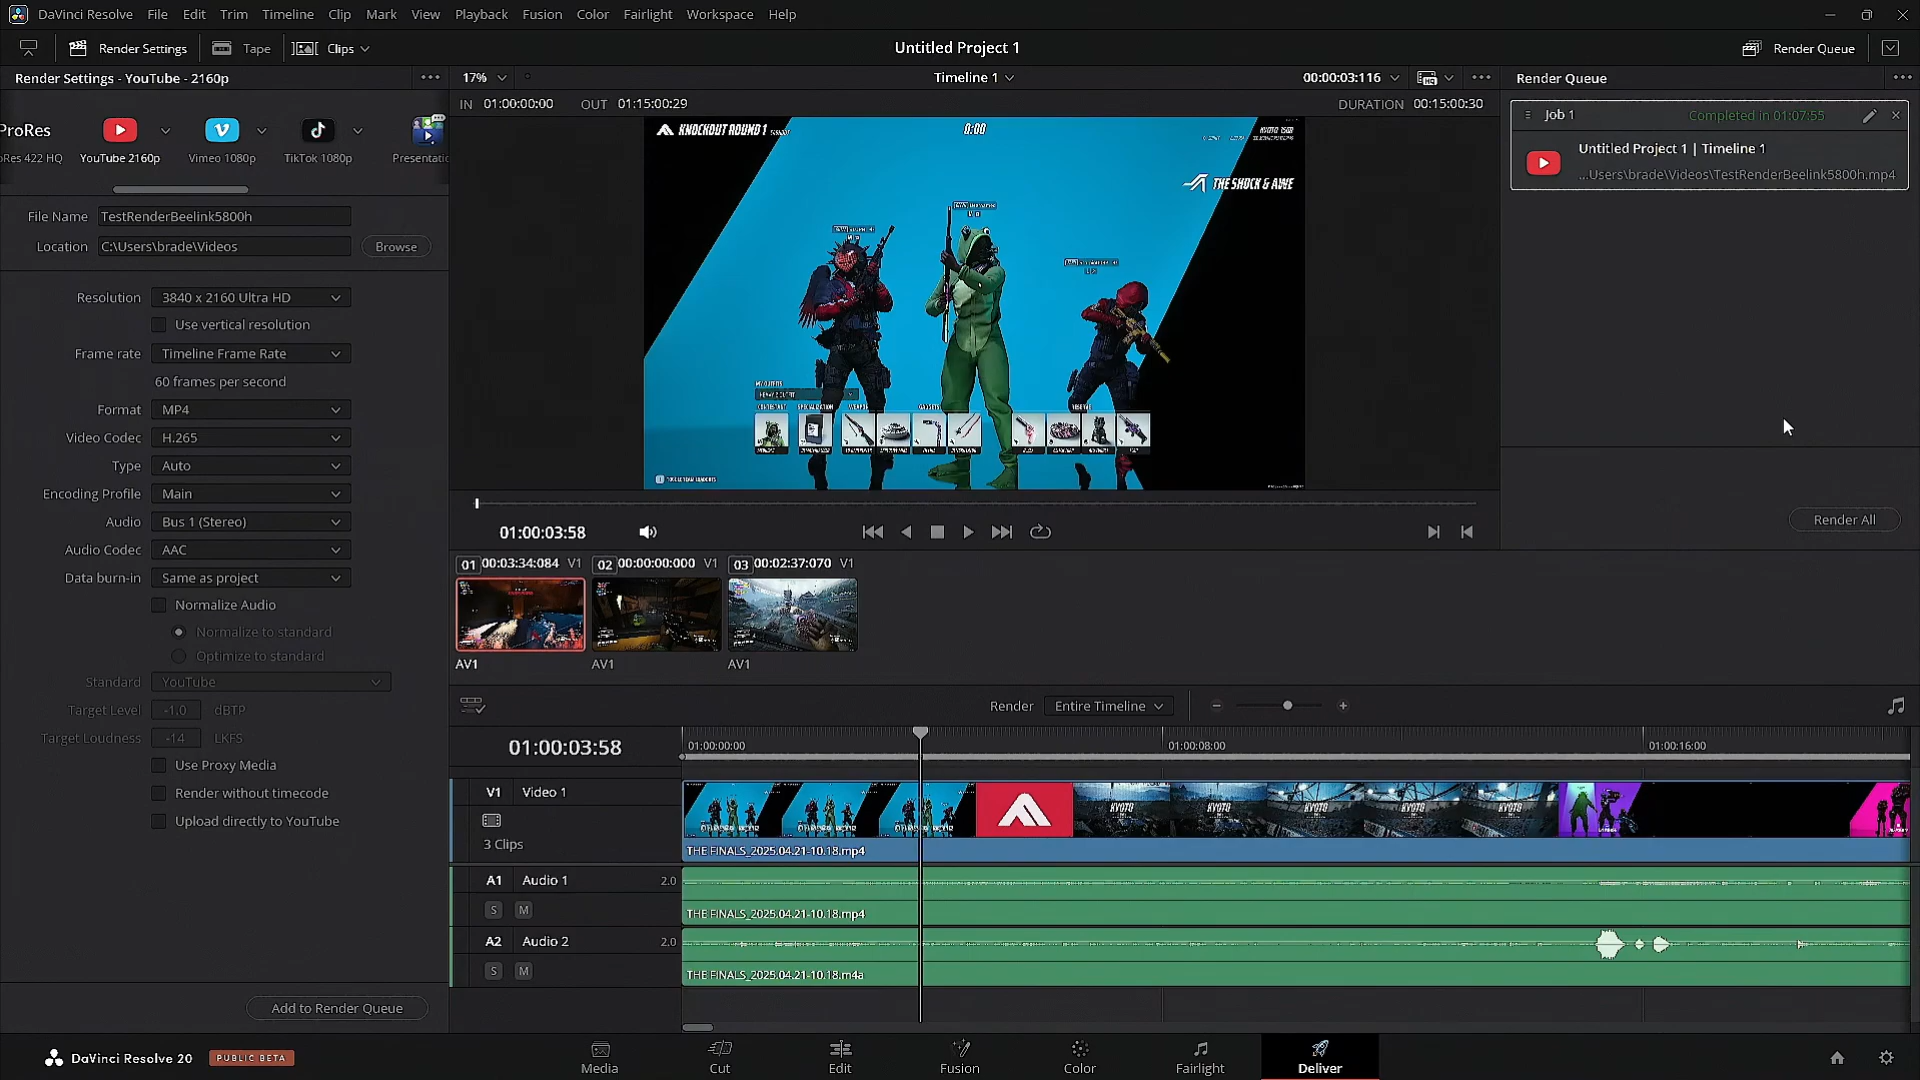 DaVinci Resolve File Edit Trim Timeline Clip Mark View Playback Fusion Color Fairlight Workspace Help
Render Settings Tape Clips Untitled Project 1 Render Queue
Render Settings - YouTube - 2160p 17% Timeline 1 00:00:03:116 Render Queue
IN 01:00:00:00 OUT 01:15:00:29 DURATION 00:15:00:30
Job 1 Completed in 01:07:55
Untitled Project 1 | Timeline 1
...Users\brade\Videos\TestRenderBeelink5800h.mp4
ProRes
Res 422 HQ YouTube 2160p Vimeo 1080p TikTok 1080p Presentatic
File Name TestRenderBeelink5800h
Location C:\Users\brade\Videos Browse
Resolution 3840 x 2160 Ultra HD
Use vertical resolution
Frame rate Timeline Frame Rate
60 frames per second
Format MP4
Video Codec H.265
Type Auto
Encoding Profile Main
Audio Bus 1 (Stereo)
Audio Codec AAC
Data burn-in Same as project
Normalize Audio
Normalize to standard
Optimize to standard
Standard YouTube
Target Level -1.0 dBTP
Target Loudness -14 LKFS
Use Proxy Media
Render without timecode
Upload directly to YouTube
Add to Render Queue
KNOCKOUT ROUND 1
0:00
THE SHOCK & AWE
01:00:03:58
Render All
01 00:03:34:084 V1 02 00:00:00:000 V1 03 00:02:37:070 V1
AV1 AV1 AV1
Render Entire Timeline
01:00:03:58 01:00:00:00 01:00:08:00 01:00:16:00
V1 Video 1
3 Clips
KYOTO KYOTO KYOTO KYOTO KYOTO
THE FINALS_2025.04.21-10.18.mp4
A1 Audio 1 2.0
S M
THE FINALS_2025.04.21-10.18.mp4
A2 Audio 2 2.0
S M
THE FINALS_2025.04.21-10.18.m4a
DaVinci Resolve 20 PUBLIC BETA
Media Cut Edit Fusion Color Fairlight Deliver